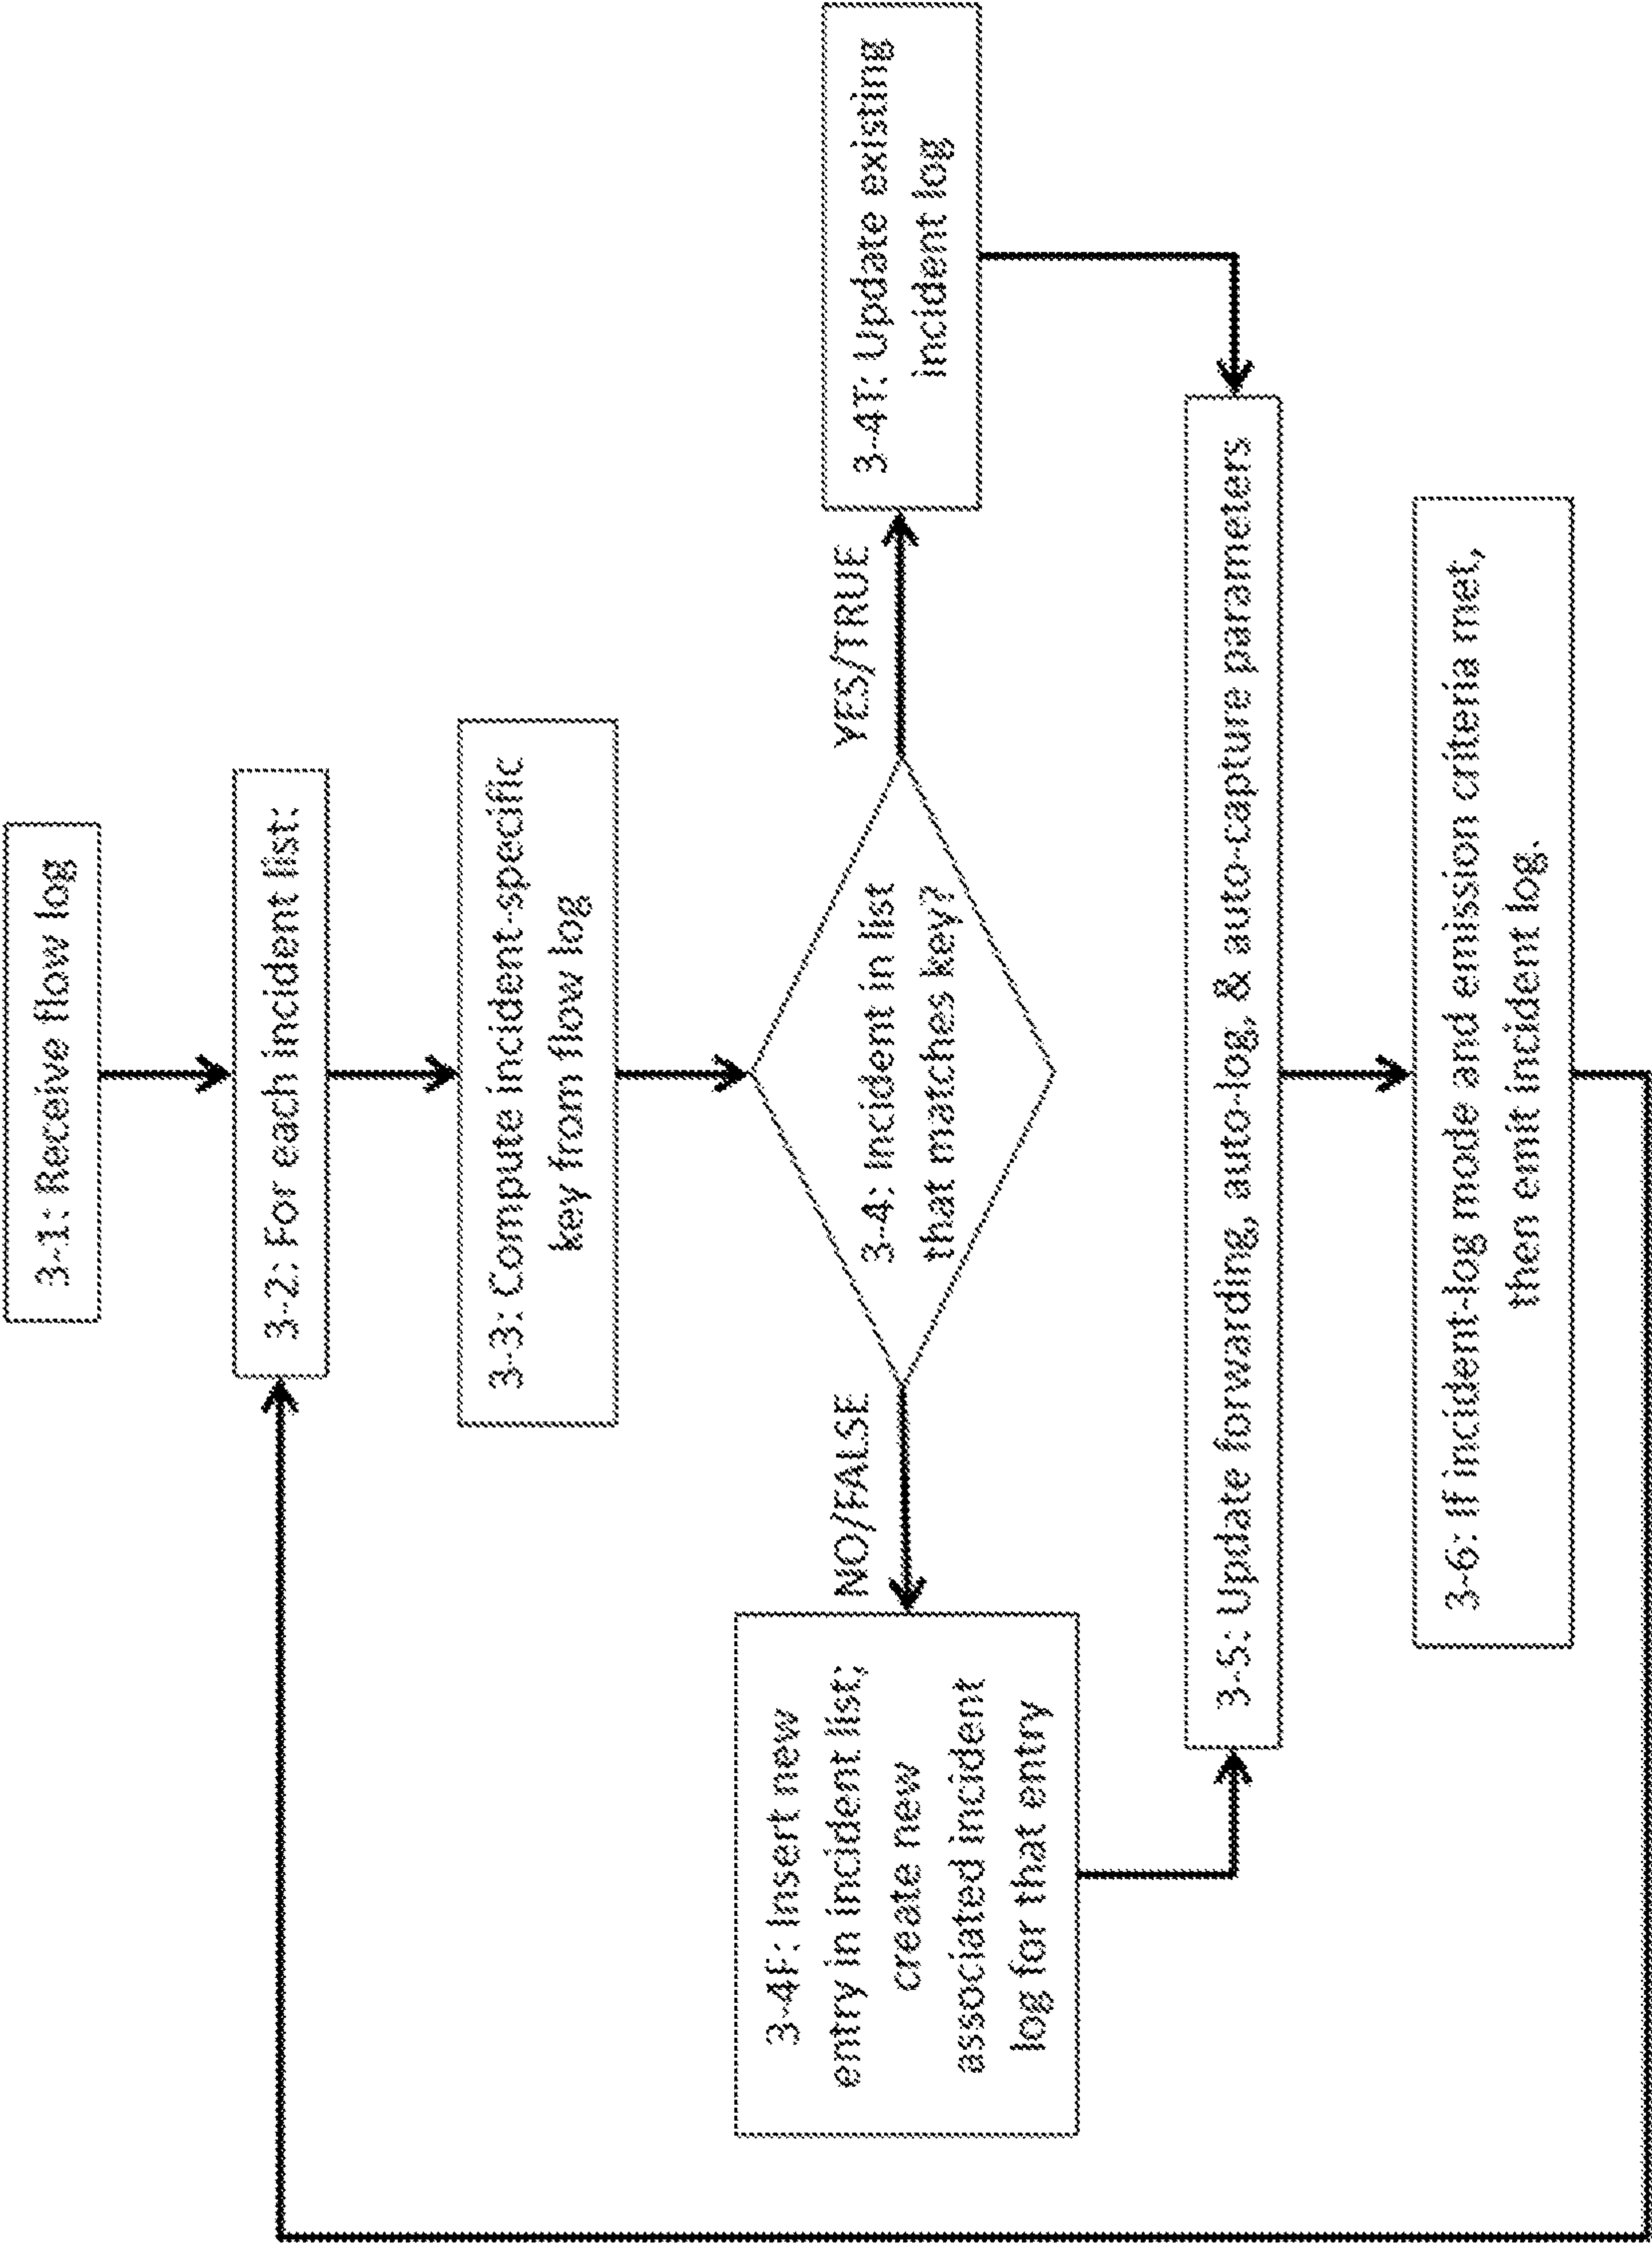 3-1: Receive flow log
3-2: For each incident list:
3-3: Compute incident-specific
key from flow log
3-4: Incident in list
that matches key?
NO/FALSE
YES/TRUE
3-4F: Insert new
entry in incident list;
create new
associated incident
log for that entry
3-4T: Update existing
incident log
3-5: Update forwarding, auto-log, & auto-capture parameters
3-6: If incident-log mode and emission criteria met,
then emit incident log.